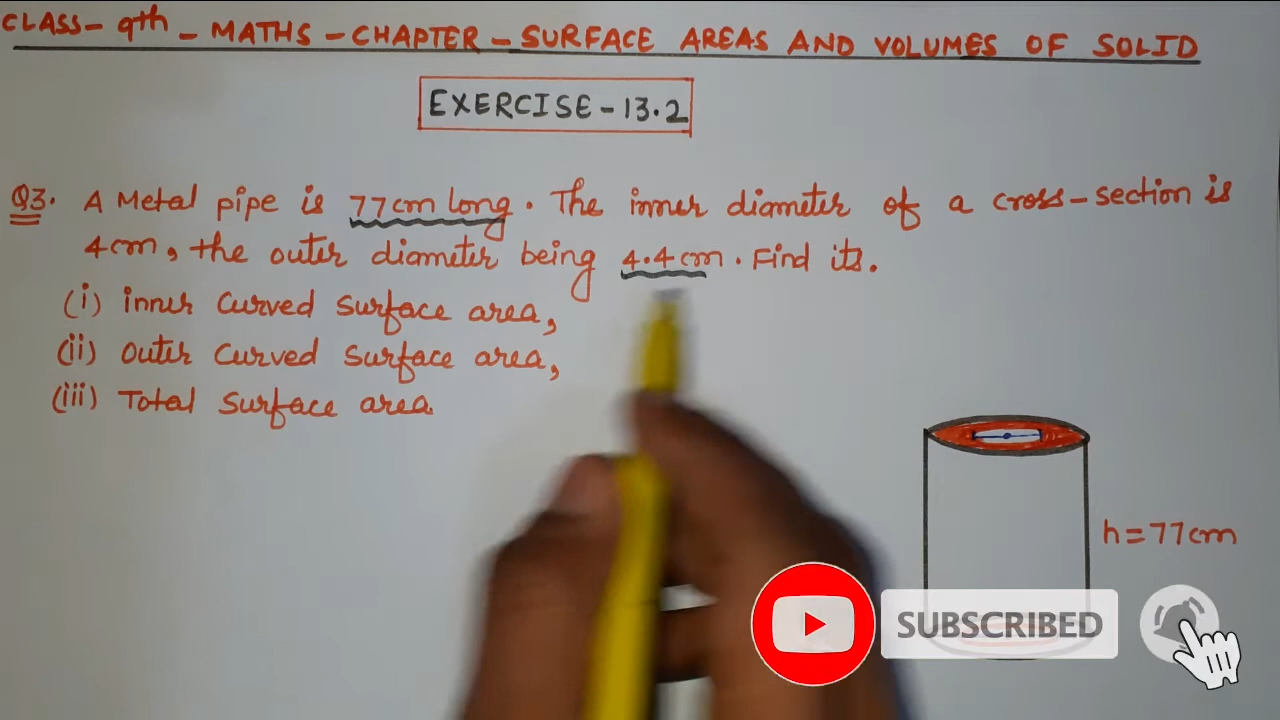 CLASS-9th-MATHS-CHAPTER-SURFACE AREAS AND VOLUMES OF SOLID
EXERCISE-13.2
Q3. A Metal pipe is 77cm long. The inner diameter of a cross-section is
4cm, the outer diameter being 4.4cm. Find its.
(i) inner Curved Surface area,
(ii) Outer Curved Surface area,
(iii) Total Surface area
h=77cm
SUBSCRIBED